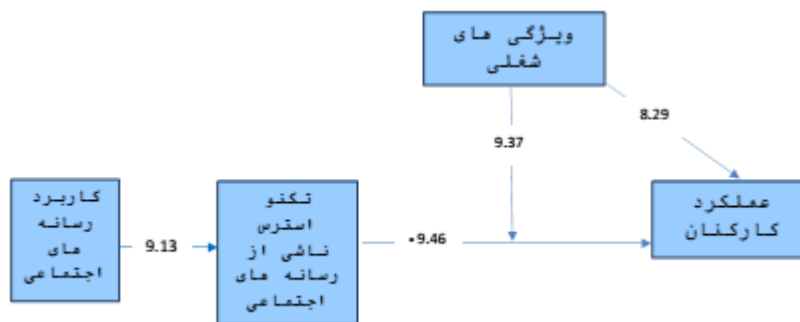 ویژگی های
شغلی
8.29
9.37
کاربرد
رسانه
های
اجتماعی
9.13
تکنو
استرس
ناشی از
رسانه های
اجتماعی
-9.46
عملکرد
کارکنان